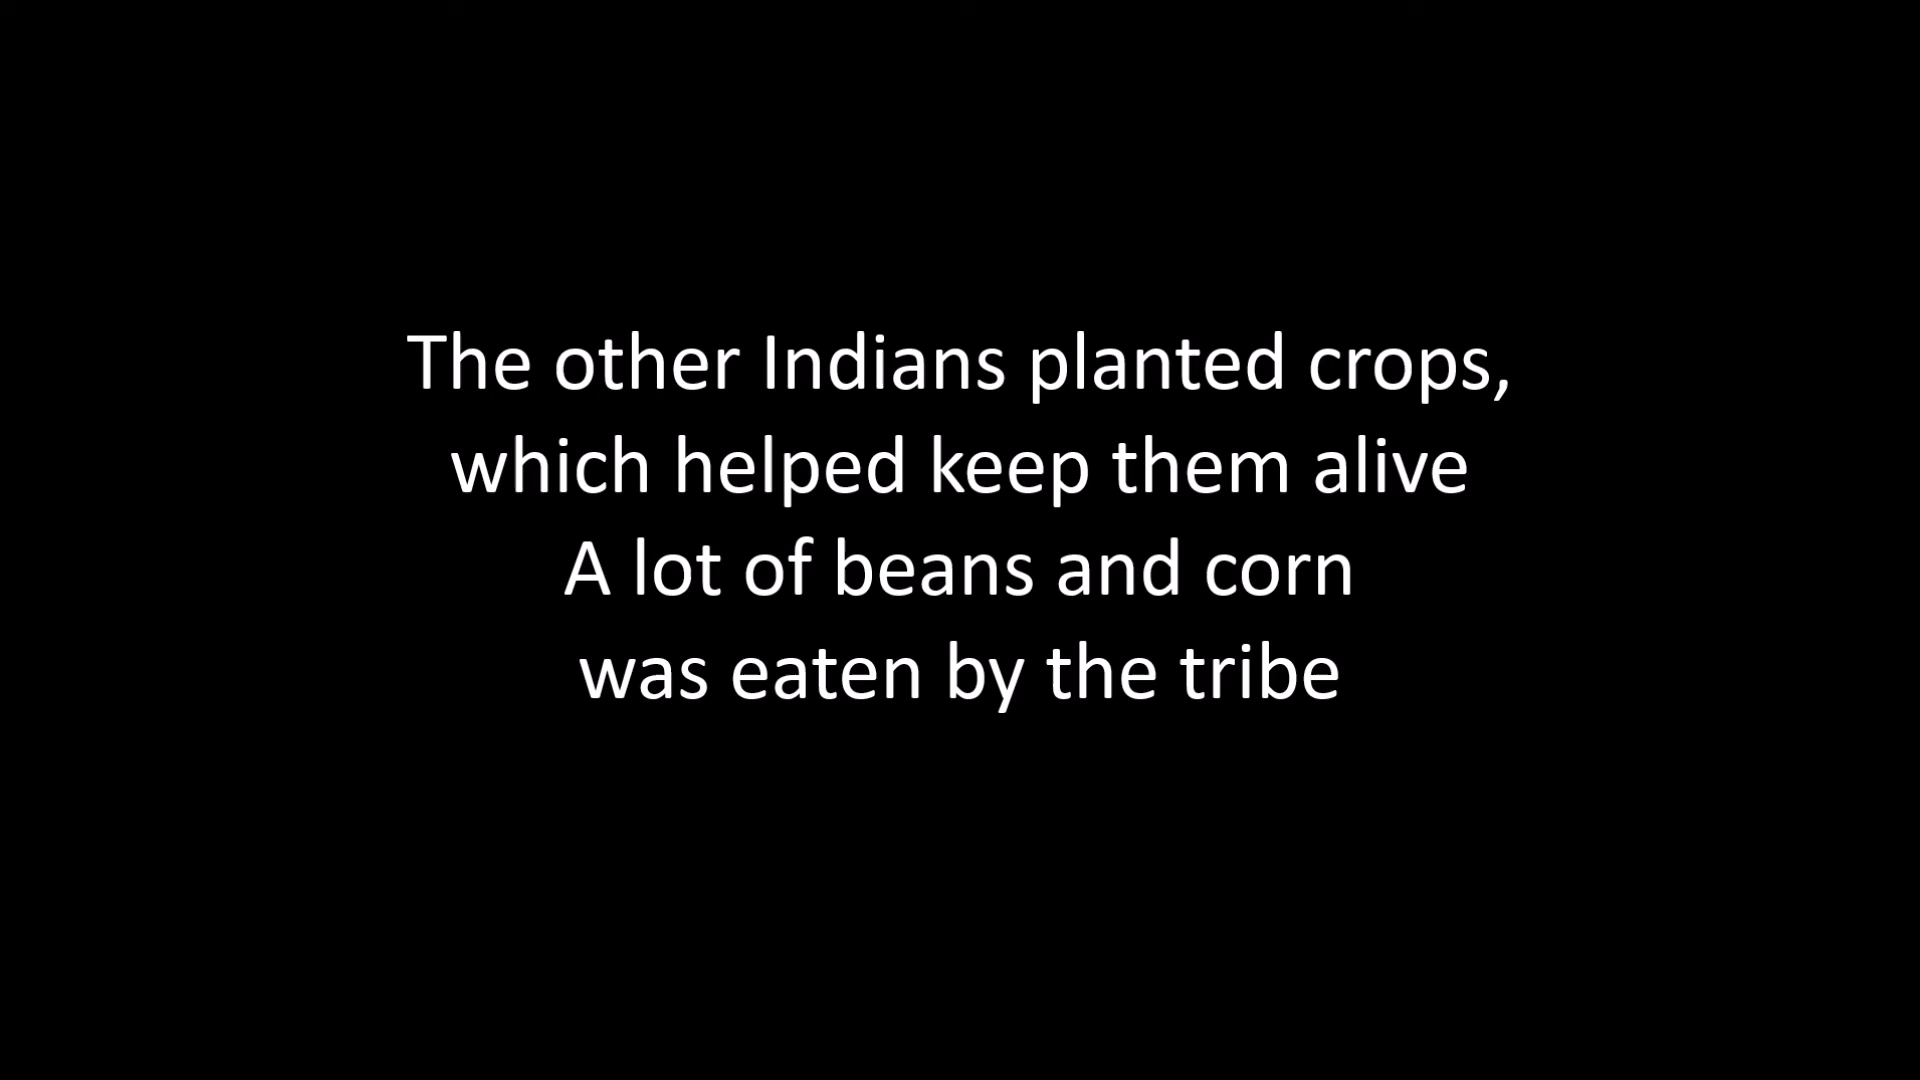 The other Indians planted crops,
which helped keep them alive
A lot of beans and corn
was eaten by the tribe